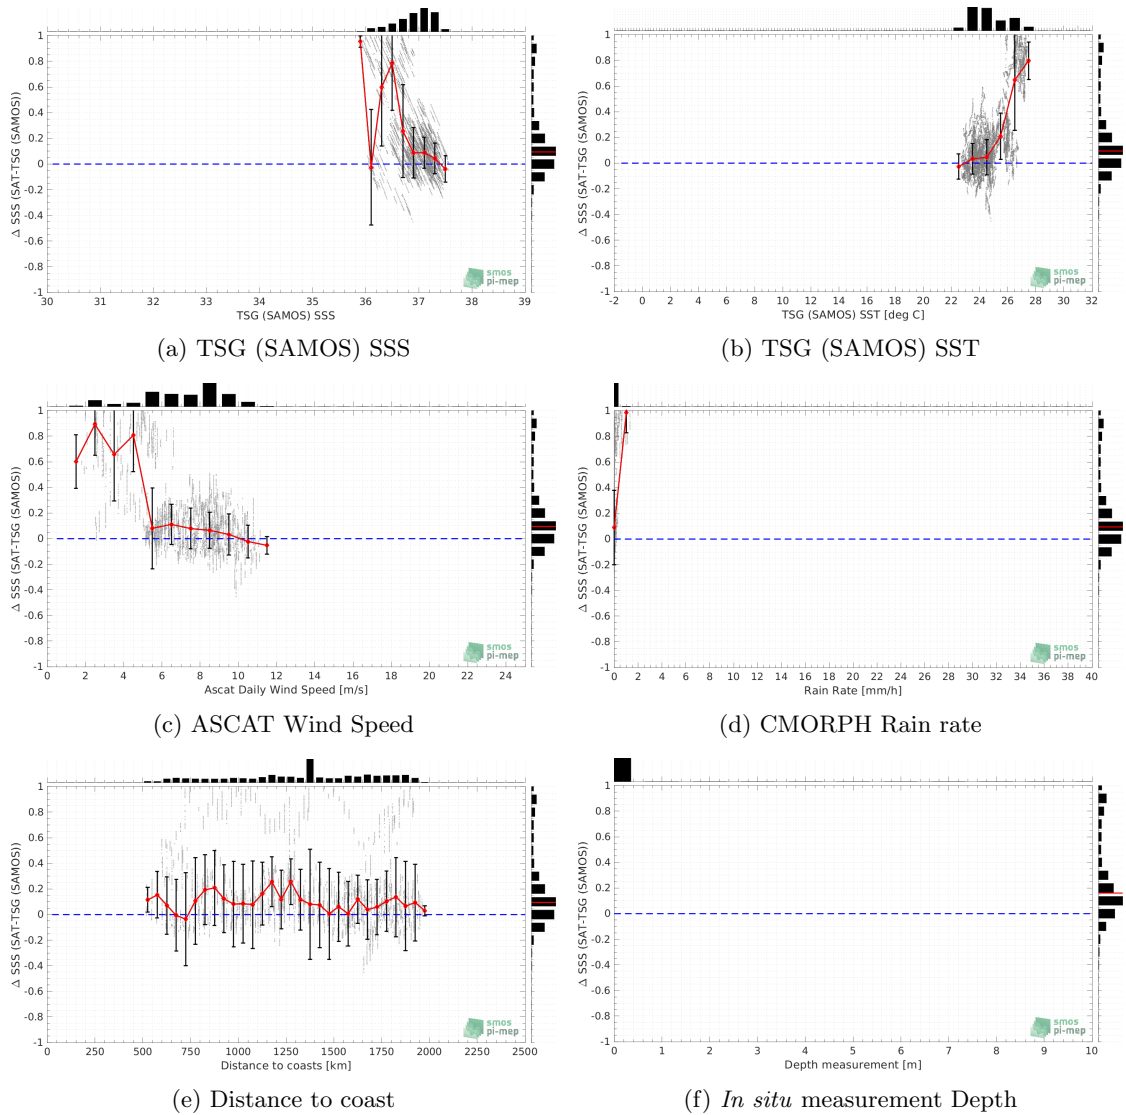 1
0.8
0.6
0.4
0.2
0
-0.2
-0.4
-0.6
-0.8
-1
Δ SSS (SAT-TSG (SAMOS))
30 31 32 33 34 35 36 37 38 39
TSG (SAMOS) SSS
smos
pi-mep
(a) TSG (SAMOS) SSS
1
0.8
0.6
0.4
0.2
0
-0.2
-0.4
-0.6
-0.8
-1
Δ SSS (SAT-TSG (SAMOS))
-2 0 2 4 6 8 10 12 14 16 18 20 22 24 26 28 30 32
TSG (SAMOS) SST [deg C]
smos
pi-mep
(b) TSG (SAMOS) SST
1
0.8
0.6
0.4
0.2
0
-0.2
-0.4
-0.6
-0.8
-1
Δ SSS (SAT-TSG (SAMOS))
0 2 4 6 8 10 12 14 16 18 20 22 24
Ascat Daily Wind Speed [m/s]
smos
pi-mep
(c) ASCAT Wind Speed
1
0.8
0.6
0.4
0.2
0
-0.2
-0.4
-0.6
-0.8
-1
Δ SSS (SAT-TSG (SAMOS))
0 2 4 6 8 10 12 14 16 18 20 22 24 26 28 30 32 34 36 38 40
Rain Rate [mm/h]
smos
pi-mep
(d) CMORPH Rain rate
1
0.8
0.6
0.4
0.2
0
-0.2
-0.4
-0.6
-0.8
-1
Δ SSS (SAT-TSG (SAMOS))
0 250 500 750 1000 1250 1500 1750 2000 2250 2500
Distance to coasts [km]
smos
pi-mep
(e) Distance to coast
1
0.8
0.6
0.4
0.2
0
-0.2
-0.4
-0.6
-0.8
-1
Δ SSS (SAT-TSG (SAMOS))
0 1 2 3 4 5 6 7 8 9 10
Depth measurement [m]
smos
pi-mep
(f) In situ measurement Depth